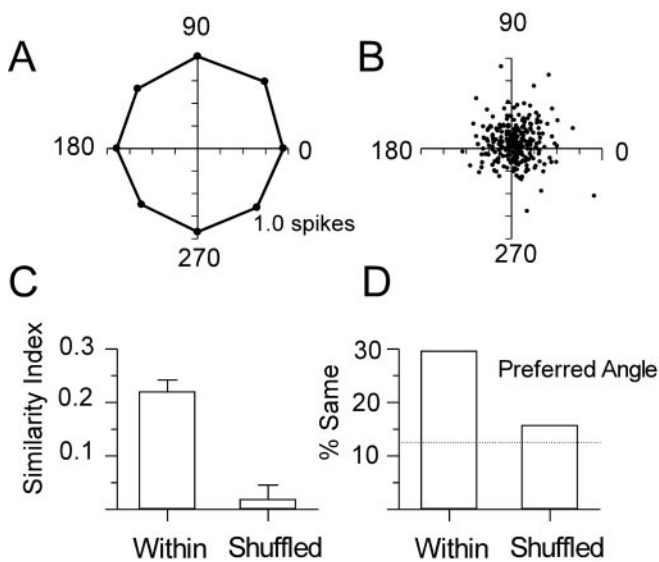 A
90
180
0
1.0 spikes
270
B
90
180
0
270
C
Similarity Index
0.3
0.2
0.1
Within
Shuffled
D
% Same
30
20
10
Preferred Angle
Within
Shuffled